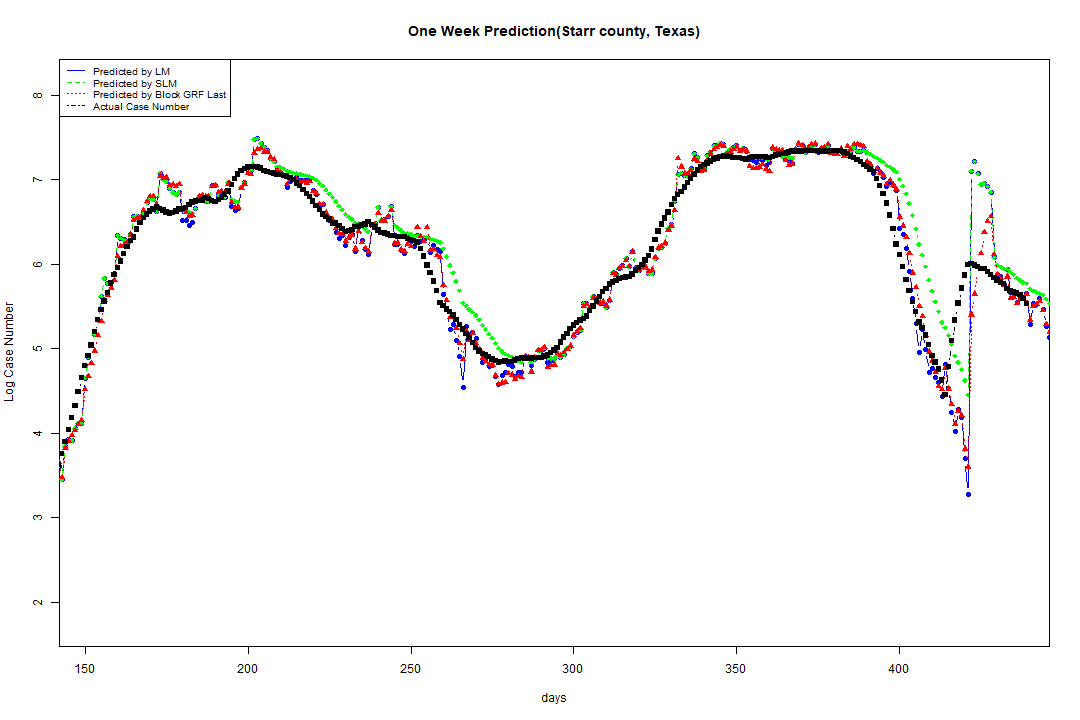 One Week Prediction(Starr county, Texas)
Predicted by LM
Predicted by SLM
Predicted by Block GRF Last
Actual Case Number
8
7
6
5
4
3
2
Log Case Number
150 200 250 300 350 400
days